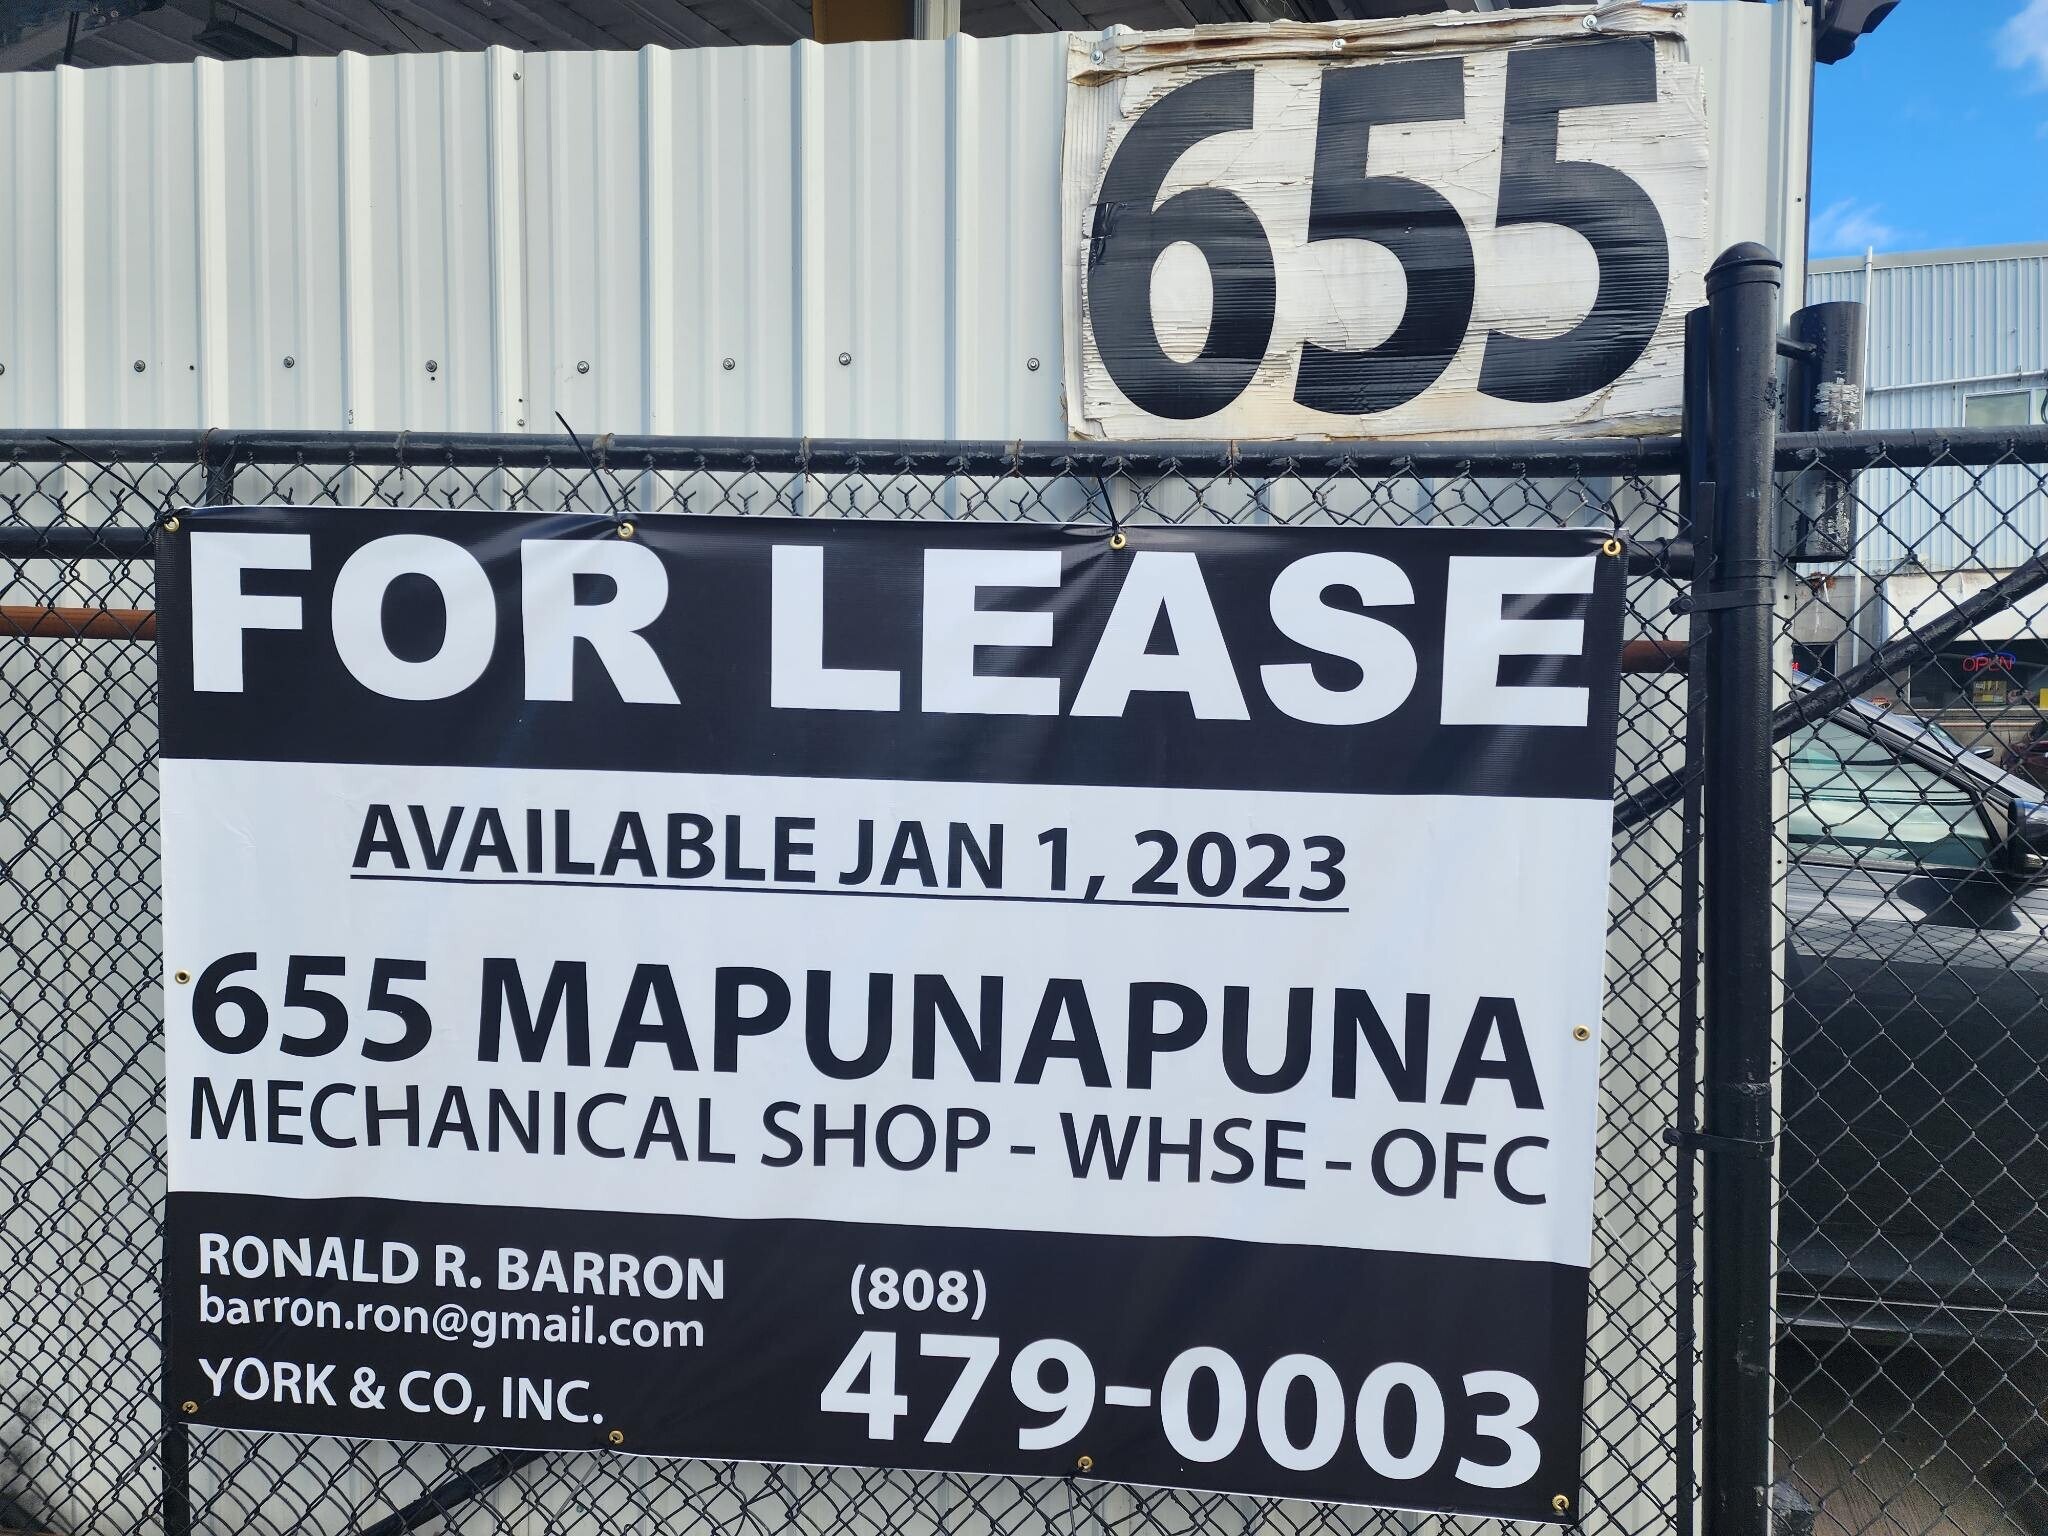 655
FOR LEASE
AVAILABLE JAN 1, 2023
655 MAPUNAPUNA
MECHANICAL SHOP - WHSE - OFC
RONALD R. BARRON
barron.ron@gmail.com
YORK & CO, INC.
(808)
479-0003
OPEN